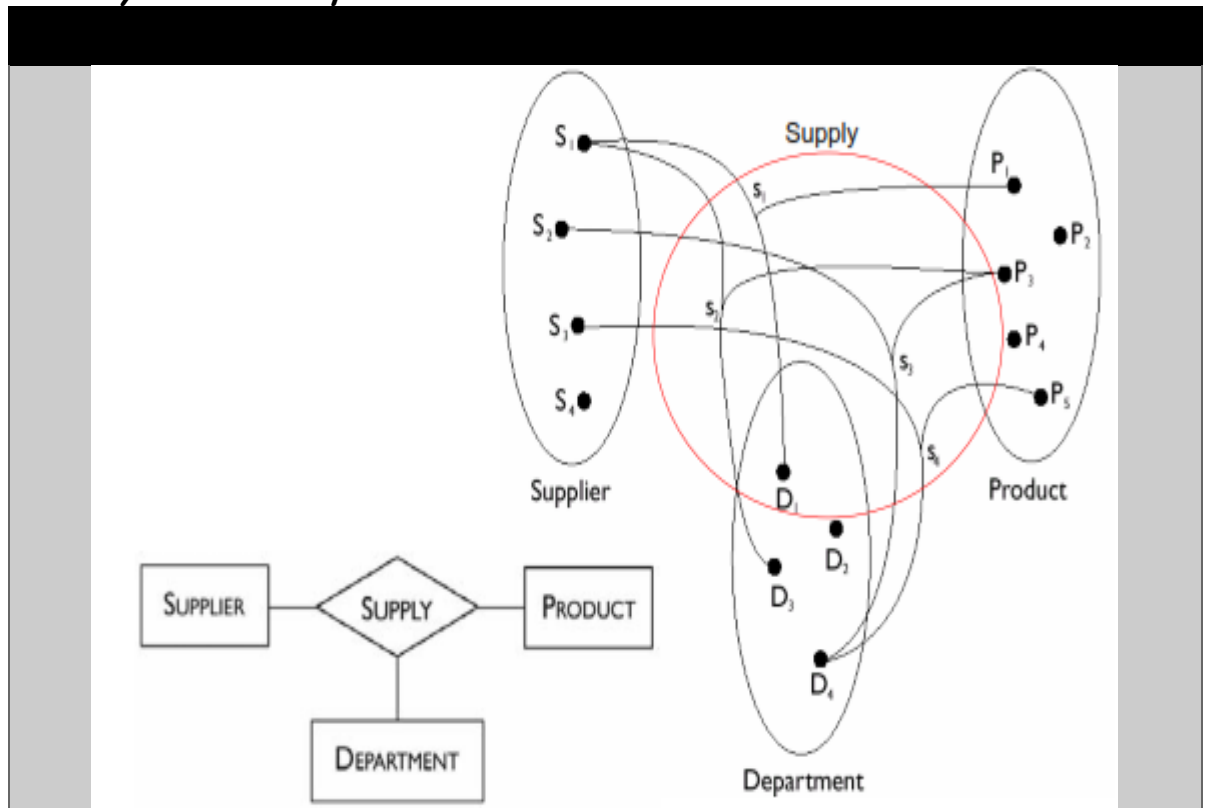 Supply
S₁
s₁
P₁
S₂
P₂
P₃
s₂
S₃
P₄
s₃
S₄
P₅
s₄
D₁
Supplier
Product
D₂
D₃
SUPPLIER
SUPPLY
PRODUCT
D₄
DEPARTMENT
Department